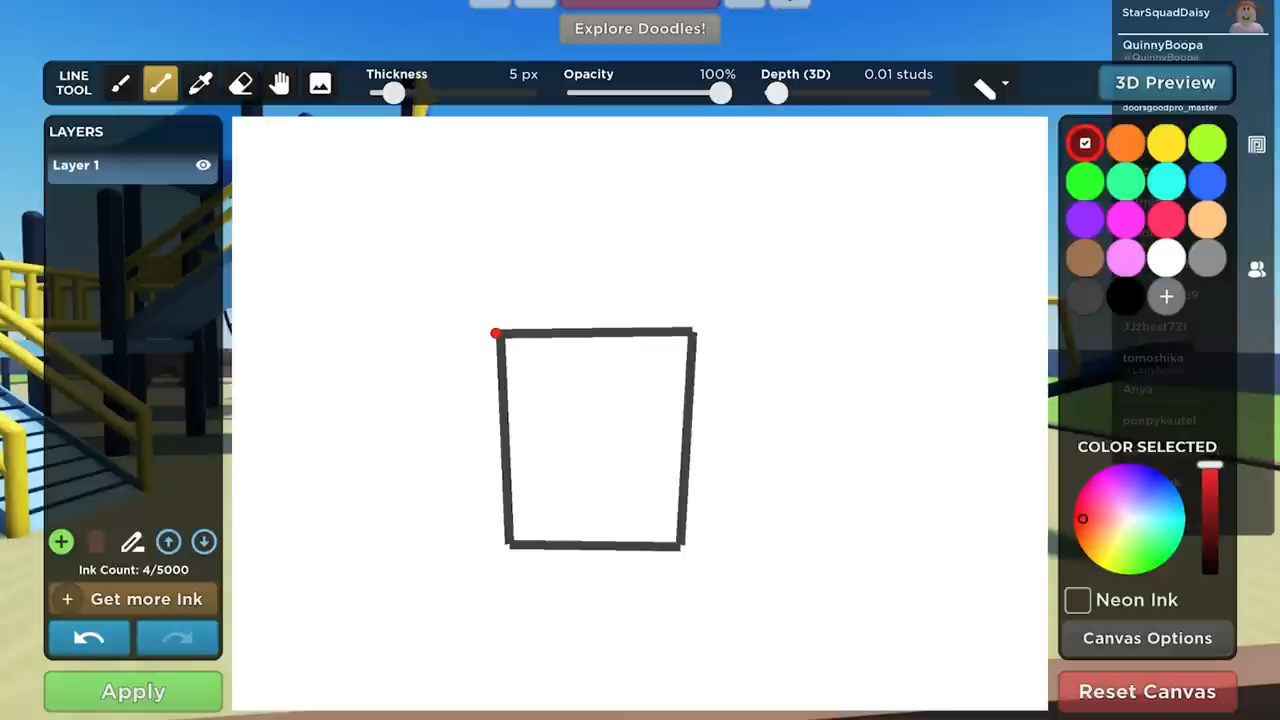 Explore Doodles!
StarSquadDaisy
QuinnyBoopa
@QuinnyBoopa
LINE
TOOL
Thickness 5 px
Opacity 100%
Depth (3D) 0.01 studs
3D Preview
doorsgoodpro_master
LAYERS
Layer 1
JJzbest721
tomoshika
Anya
poepykeutel
COLOR SELECTED
Ink Count: 4/5000
+ Get more Ink
Neon Ink
Canvas Options
Apply
Reset Canvas